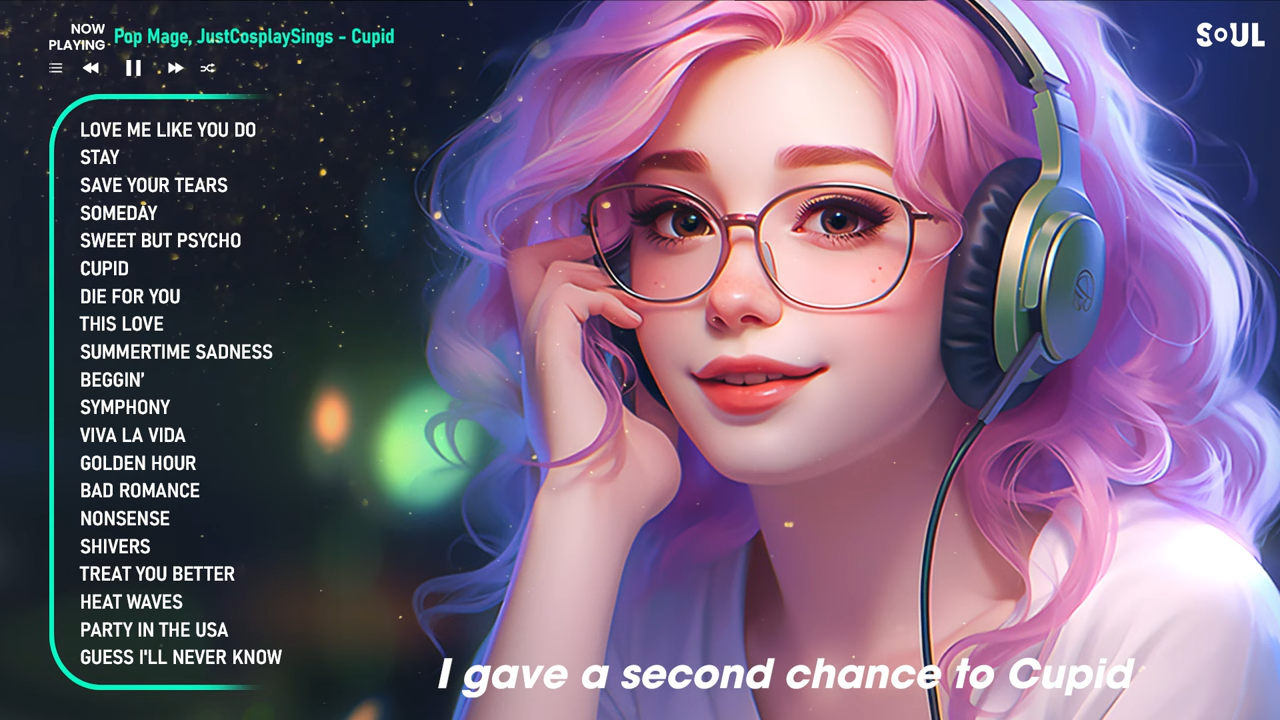 NOW
PLAYING
Pop Mage, JustCosplaySings - Cupid
SOUL
LOVE ME LIKE YOU DO
STAY
SAVE YOUR TEARS
SOMEDAY
SWEET BUT PSYCHO
CUPID
DIE FOR YOU
THIS LOVE
SUMMERTIME SADNESS
BEGGIN'
SYMPHONY
VIVA LA VIDA
GOLDEN HOUR
BAD ROMANCE
NONSENSE
SHIVERS
TREAT YOU BETTER
HEAT WAVES
PARTY IN THE USA
GUESS I'LL NEVER KNOW
I gave a second chance to Cupid